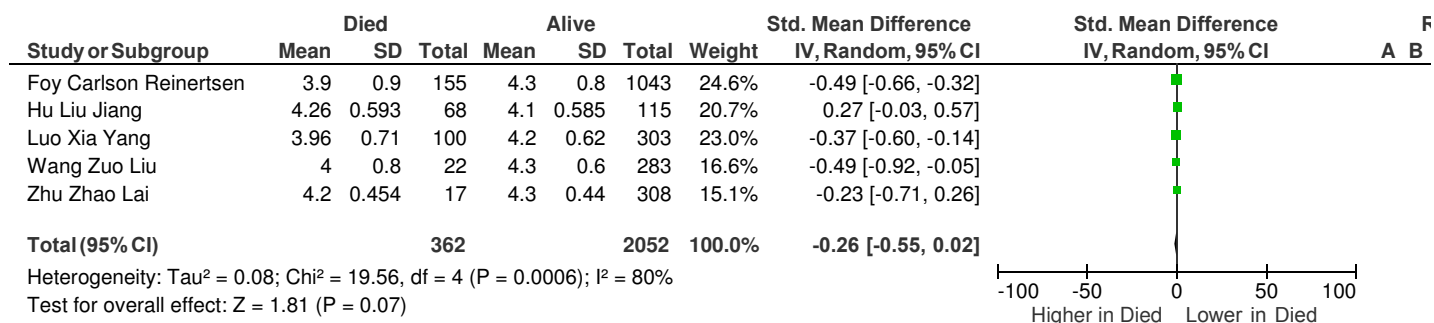 Died Alive Std. Mean Difference Std. Mean Difference R
Study or Subgroup Mean SD Total Mean SD Total Weight IV, Random, 95% CI IV, Random, 95% CI A B
Foy Carlson Reinertsen 3.9 0.9 155 4.3 0.8 1043 24.6% -0.49 [-0.66, -0.32]
Hu Liu Jiang 4.26 0.593 68 4.1 0.585 115 20.7% 0.27 [-0.03, 0.57]
Luo Xia Yang 3.96 0.71 100 4.2 0.62 303 23.0% -0.37 [-0.60, -0.14]
Wang Zuo Liu 4 0.8 22 4.3 0.6 283 16.6% -0.49 [-0.92, -0.05]
Zhu Zhao Lai 4.2 0.454 17 4.3 0.44 308 15.1% -0.23 [-0.71, 0.26]
Total (95% CI) 362 2052 100.0% -0.26 [-0.55, 0.02]
Heterogeneity: Tau² = 0.08; Chi² = 19.56, df = 4 (P = 0.0006); I² = 80%
Test for overall effect: Z = 1.81 (P = 0.07)
-100 -50 0 50 100
Higher in Died Lower in Died